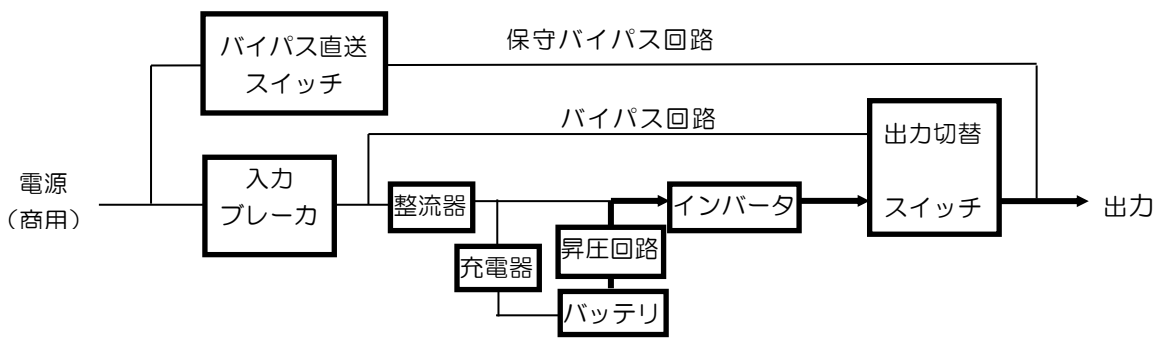 バイパス直送
スイッチ
保守バイパス回路
バイパス回路
出力切替
スイッチ
電源
（商用）
入力
ブレーカ
整流器
インバータ
出力
昇圧回路
充電器
バッテリ